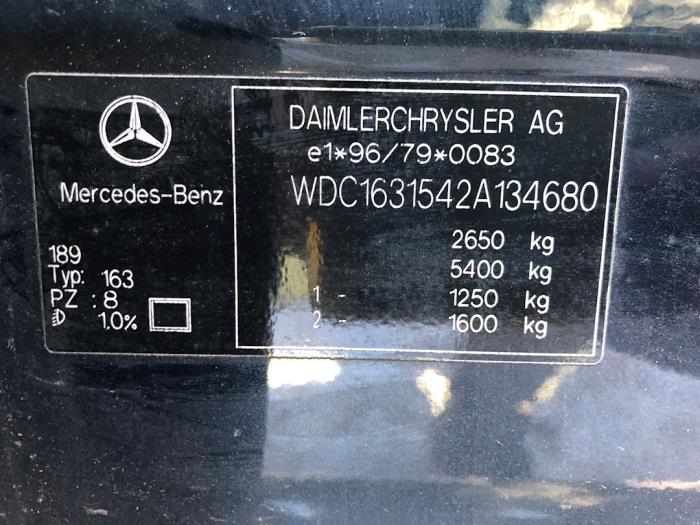 DAIMLERCHRYSLER AG
e1*96/79*0083
Mercedes-Benz
WDC1631542A134680
2650 kg
5400 kg
1 - 1250 kg
2 - 1600 kg
189
Typ: 163
PZ : 8
1.0%